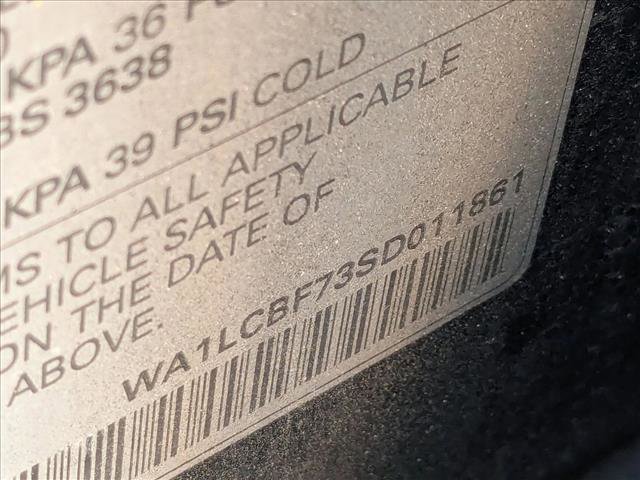 KPA 36
BS 3638
KPA 39 PSI COLD
MS TO ALL APPLICABLE
EHICLE SAFETY
ON THE DATE OF
ABOVE.
WA1LCBF73SD011861